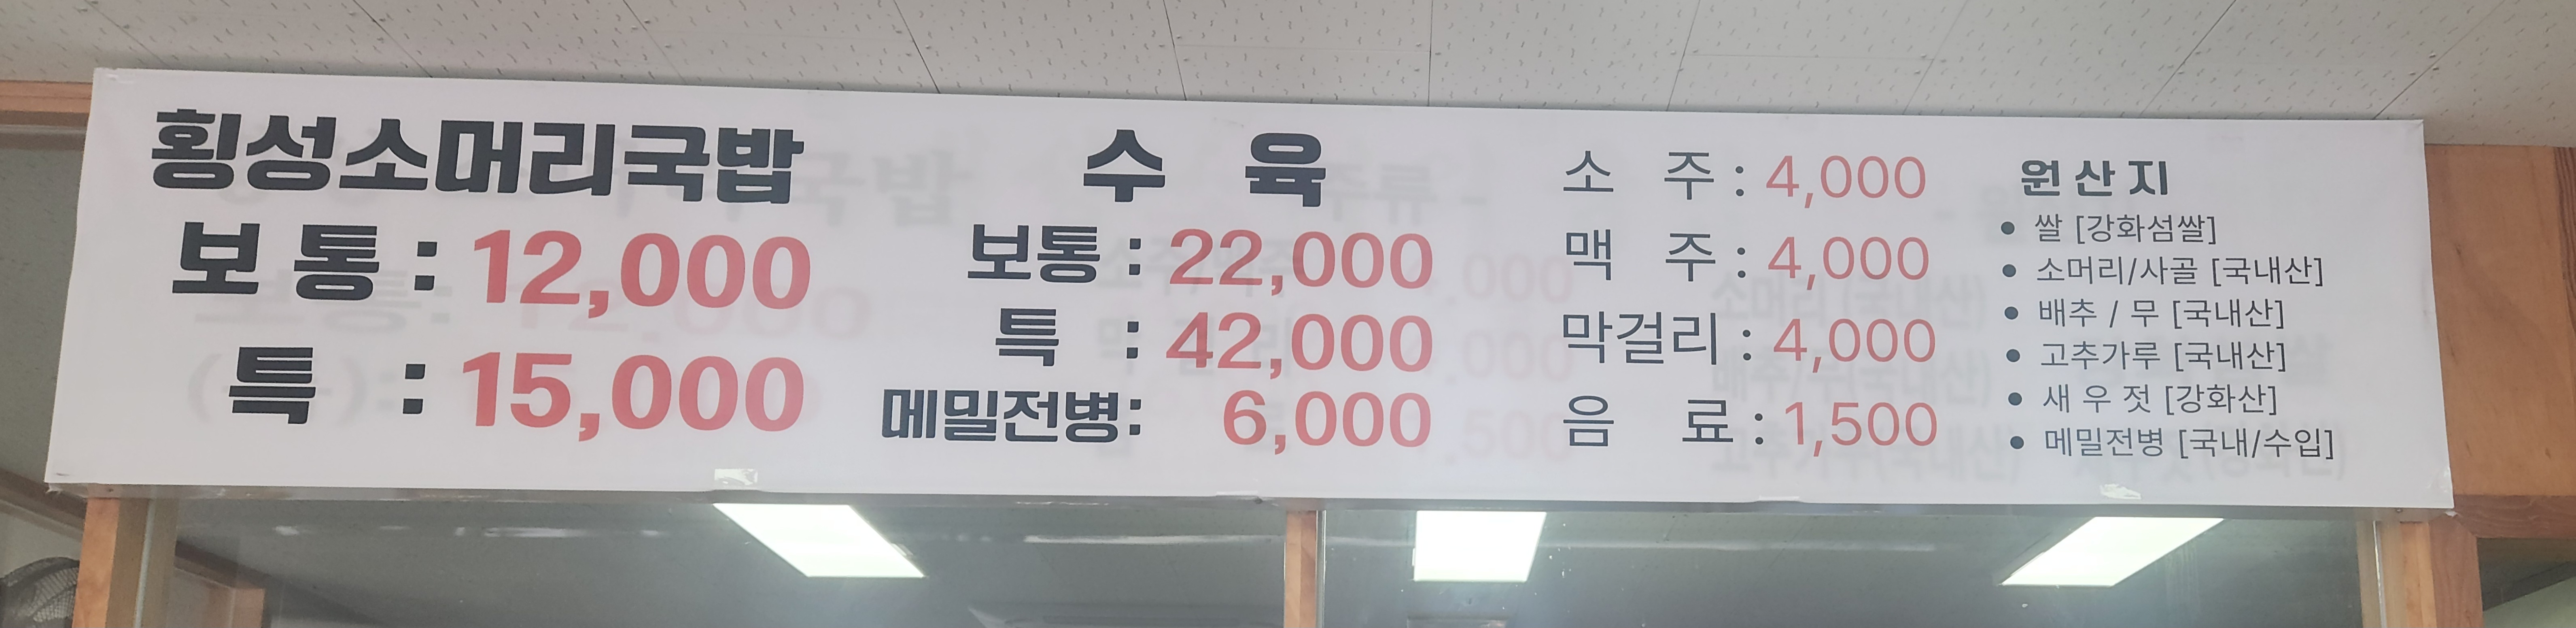 횡성소머리국밥
보통 : 12,000
특 : 15,000
수 육
보통 : 22,000
특 : 42,000
메밀전병: 6,000
소 주 : 4,000
맥 주 : 4,000
막걸리 : 4,000
음 료 : 1,500
원산지
• 쌀 [강화섬쌀]
• 소머리/사골 [국내산]
• 배추 / 무 [국내산]
• 고추가루 [국내산]
• 새 우 젓 [강화산]
• 메밀전병 [국내/수입]